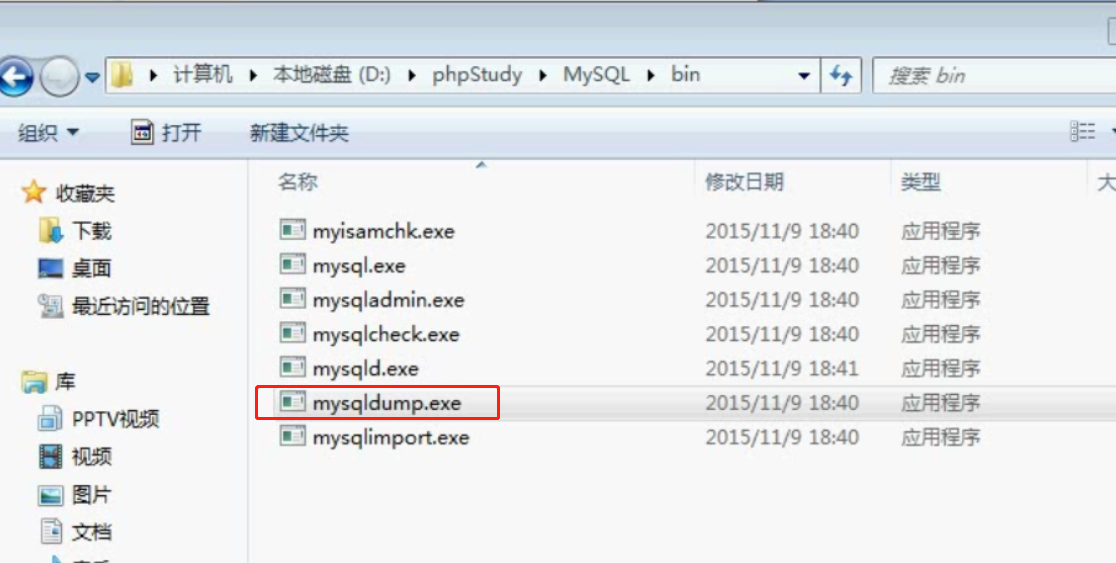 计算机 本地磁盘 (D:) phpStudy MySQL bin 搜索 bin
组织 打开 新建文件夹
名称 修改日期 类型 大
收藏夹
下载
桌面
最近访问的位置
库
PPTV视频
视频
图片
文档
myisamchk.exe 2015/11/9 18:40 应用程序
mysql.exe 2015/11/9 18:40 应用程序
mysqladmin.exe 2015/11/9 18:40 应用程序
mysqlcheck.exe 2015/11/9 18:40 应用程序
mysqld.exe 2015/11/9 18:41 应用程序
mysqldump.exe 2015/11/9 18:40 应用程序
mysqlimport.exe 2015/11/9 18:40 应用程序